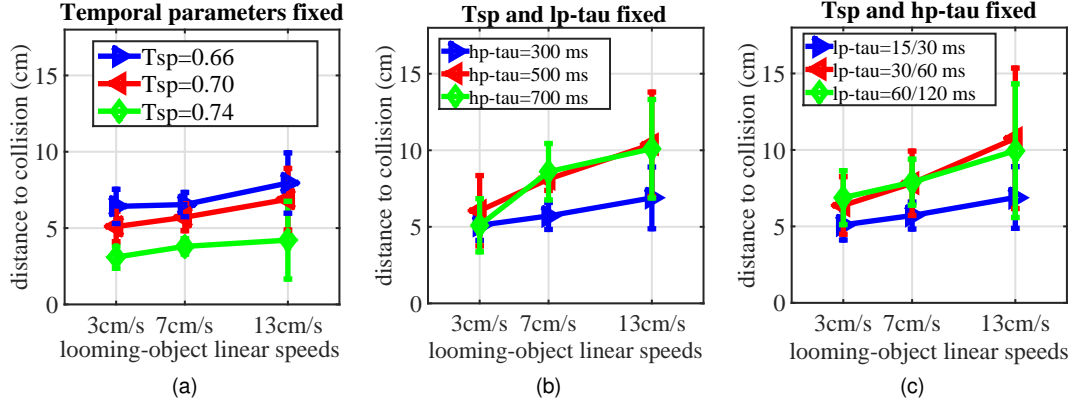 Temporal parameters fixed
Tsp=0.66
Tsp=0.70
Tsp=0.74
distance to collision (cm)
15
10
5
0
3cm/s 7cm/s 13cm/s
looming-object linear speeds
(a)
Tsp and lp-tau fixed
hp-tau=300 ms
hp-tau=500 ms
hp-tau=700 ms
distance to collision (cm)
15
10
5
0
3cm/s 7cm/s 13cm/s
looming-object linear speeds
(b)
Tsp and hp-tau fixed
lp-tau=15/30 ms
lp-tau=30/60 ms
lp-tau=60/120 ms
distance to collision (cm)
15
10
5
0
3cm/s 7cm/s 13cm/s
looming-object linear speeds
(c)